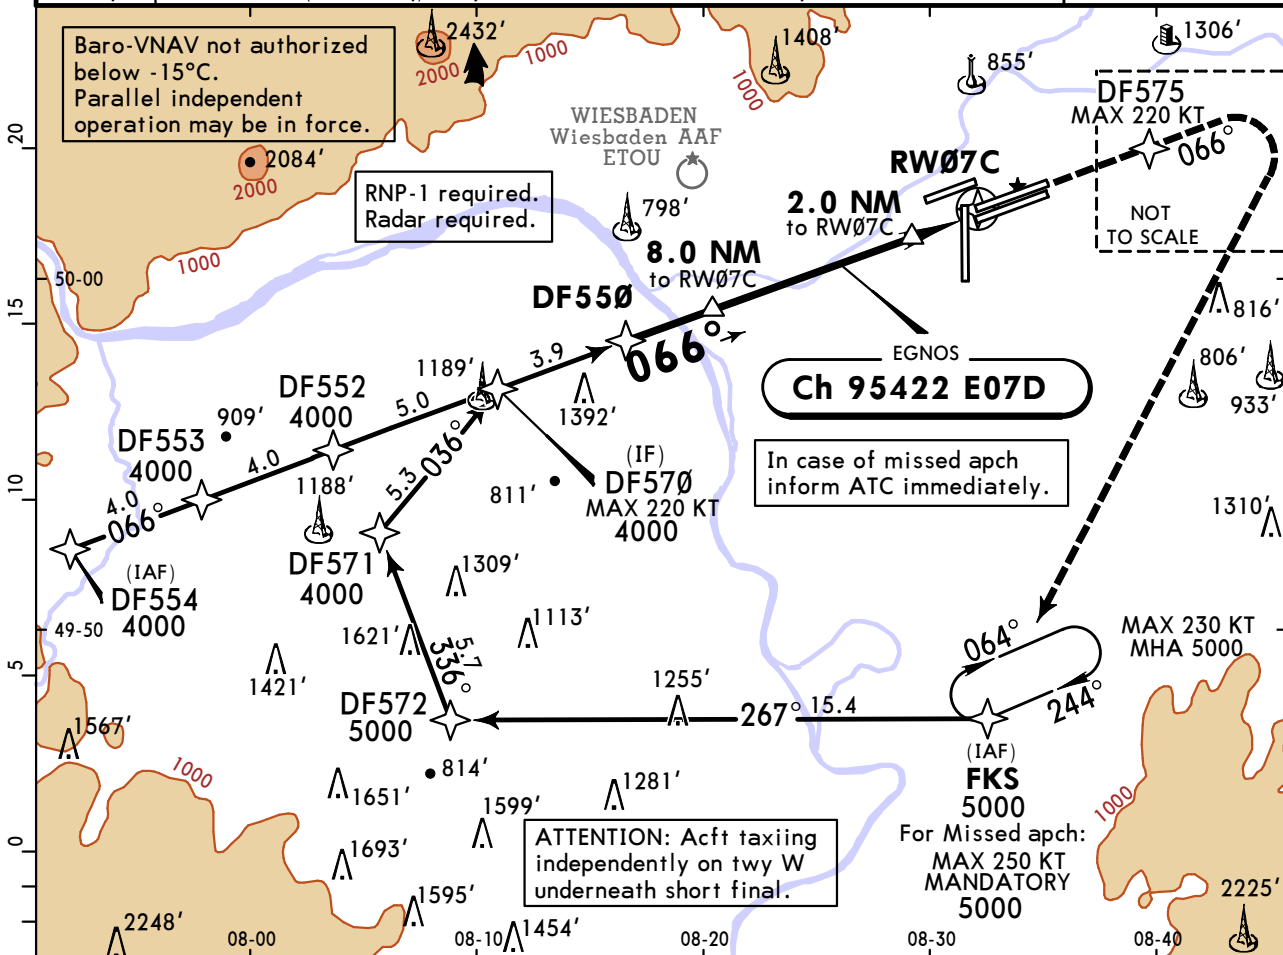 Baro-VNAV not authorized
below -15°C.
Parallel independent
operation may be in force.
2432'
2000
1000
1408'
1000
855'
1306'
DF575
MAX 220 KT
066°
20
2084'
2000
WIESBADEN
Wiesbaden AAF
ETOU
RNP-1 required.
Radar required.
798'
RWØ7C
2.0 NM
to RWØ7C
NOT
TO SCALE
1000
50-00
8.0 NM
to RWØ7C
DF55Ø
066°
816'
15
EGNOS
Ch 95422 E07D
806'
933'
1189'
3.9
1392'
DF552
4000
5.0
909'
DF553
4000
4.0
036°
5.3
(IF)
DF57Ø
MAX 220 KT
4000
In case of missed apch
inform ATC immediately.
10
4.0
066°
1188'
811'
1310'
(IAF)
DF554
4000
DF571
4000
1309'
49-50
1621'
1113'
5.7
336°
064°
244°
MAX 230 KT
MHA 5000
5
1421'
DF572
5000
1255'
267°
15.4
1567'
(IAF)
FKS
5000
For Missed apch:
MAX 250 KT
MANDATORY
5000
1000
814'
1651'
1281'
1599'
1000
0
1693'
ATTENTION: Acft taxiing
independently on twy W
underneath short final.
1595'
2225'
2248'
1454'
08-00
08-10
08-20
08-30
08-40